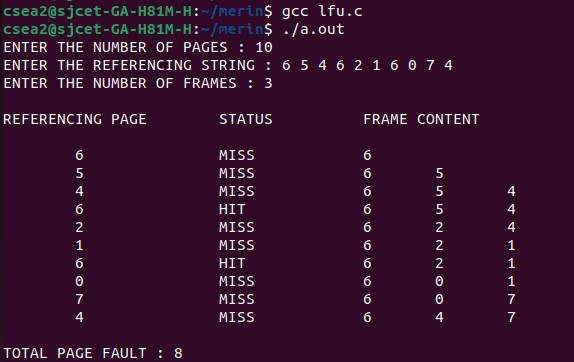 csea2@sjcet-GA-H81M-H:~/merin$ gcc lfu.c
csea2@sjcet-GA-H81M-H:~/merin$ ./a.out
ENTER THE NUMBER OF PAGES : 10
ENTER THE REFERENCING STRING : 6 5 4 6 2 1 6 0 7 4
ENTER THE NUMBER OF FRAMES : 3
REFERENCING PAGE STATUS FRAME CONTENT
6 MISS 6
5 MISS 6 5
4 MISS 6 5 4
6 HIT 6 5 4
2 MISS 6 2 4
1 MISS 6 2 1
6 HIT 6 2 1
0 MISS 6 0 1
7 MISS 6 0 7
4 MISS 6 4 7
TOTAL PAGE FAULT : 8